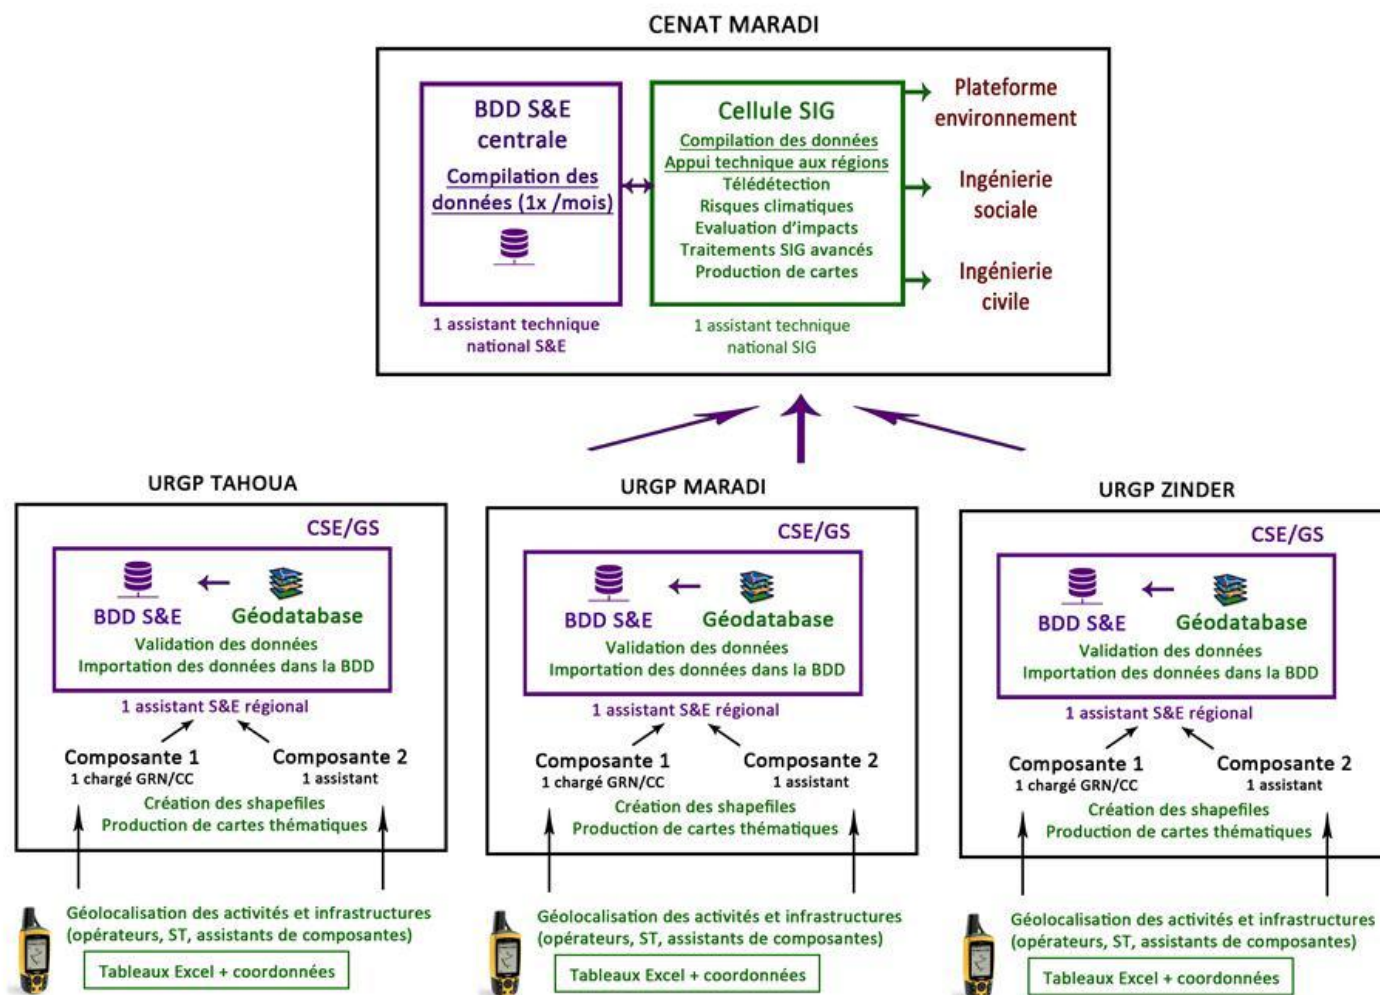 CENAT MARADI
BDD S&E
centrale
Compilation des
données (1x /mois)
1 assistant technique
national S&E
Cellule SIG
Compilation des données
Appui technique aux régions
Télédétection
Risques climatiques
Evaluation d'impacts
Traitements SIG avancés
Production de cartes
1 assistant technique
national SIG
Plateforme
environnement
Ingénierie
sociale
Ingénierie
civile
URGP TAHOUA
CSE/GS
BDD S&E
Géodatabase
Validation des données
Importation des données dans la BDD
1 assistant S&E régional
Composante 1
1 chargé GRN/CC
Composante 2
1 assistant
Création des shapefiles
Production de cartes thématiques
Géolocalisation des activités et infrastructures
(opérateurs, ST, assistants de composantes)
Tableaux Excel + coordonnées
URGP MARADI
CSE/GS
BDD S&E
Géodatabase
Validation des données
Importation des données dans la BDD
1 assistant S&E régional
Composante 1
1 chargé GRN/CC
Composante 2
1 assistant
Création des shapefiles
Production de cartes thématiques
Géolocalisation des activités et infrastructures
(opérateurs, ST, assistants de composantes)
Tableaux Excel + coordonnées
URGP ZINDER
CSE/GS
BDD S&E
Géodatabase
Validation des données
Importation des données dans la BDD
1 assistant S&E régional
Composante 1
1 chargé GRN/CC
Composante 2
1 assistant
Création des shapefiles
Production de cartes thématiques
Géolocalisation des activités et infrastructures
(opérateurs, ST, assistants de composantes)
Tableaux Excel + coordonnées